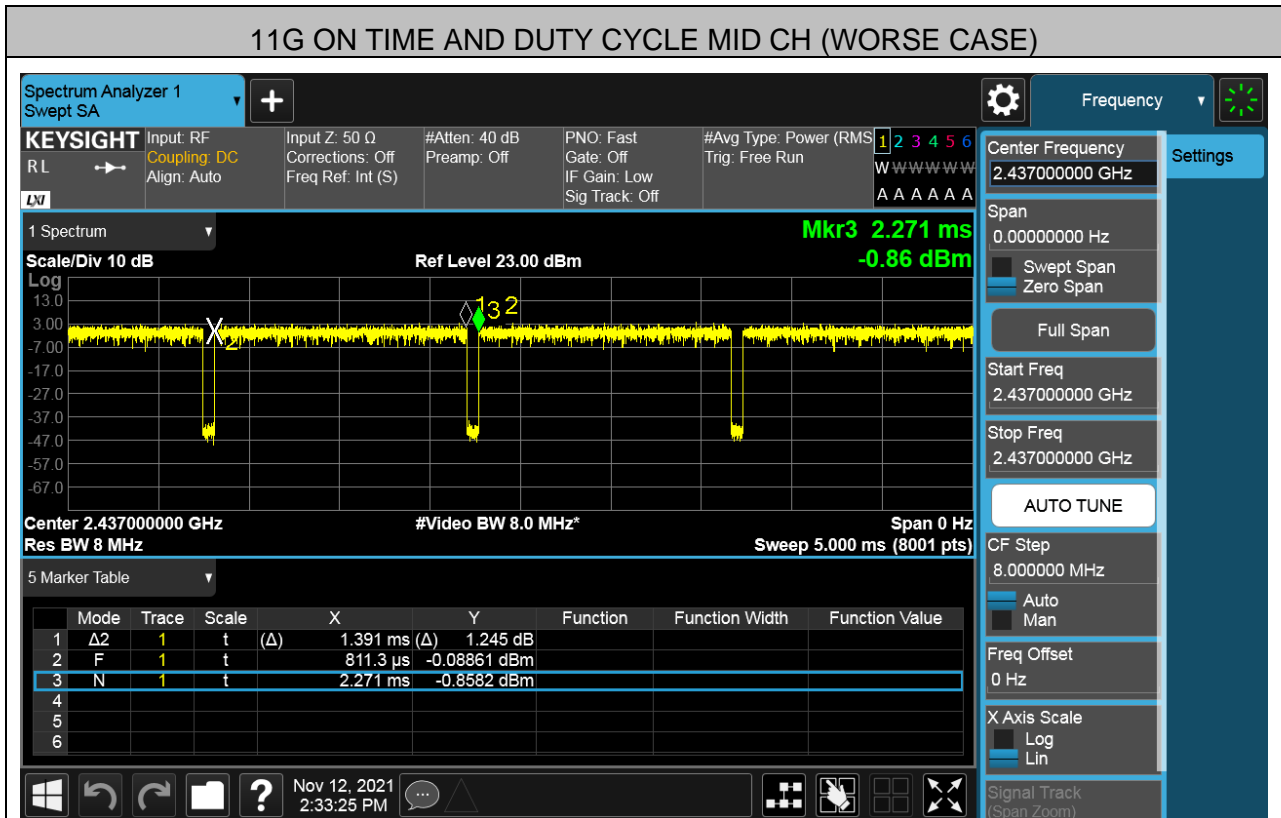 11G ON TIME AND DUTY CYCLE MID CH (WORSE CASE)
Spectrum Analyzer 1
Swept SA
Frequency
KEYSIGHT
RL
LXI
Input: RF
Coupling: DC
Align: Auto
Input Z: 50 Ω
Corrections: Off
Freq Ref: Int (S)
#Atten: 40 dB
Preamp: Off
PNO: Fast
Gate: Off
IF Gain: Low
Sig Track: Off
#Avg Type: Power (RMS
Trig: Free Run
1 2 3 4 5 6
W W W W W W
A A A A A A
1 Spectrum
Mkr3 2.271 ms
Scale/Div 10 dB
Ref Level 23.00 dBm
-0.86 dBm
Log
13.0
3.00
-7.00
-17.0
-27.0
-37.0
-47.0
-57.0
-67.0
X2
1 3 2
Center 2.437000000 GHz
#Video BW 8.0 MHz*
Span 0 Hz
Res BW 8 MHz
Sweep 5.000 ms (8001 pts)
5 Marker Table
Mode Trace Scale X Y Function Function Width Function Value
1 Δ2 1 t (Δ) 1.391 ms (Δ) 1.245 dB
2 F 1 t 811.3 µs -0.08861 dBm
3 N 1 t 2.271 ms -0.8582 dBm
4
5
6
?
Nov 12, 2021
2:33:25 PM
Center Frequency
2.437000000 GHz
Settings
Span
0.00000000 Hz
Swept Span
Zero Span
Full Span
Start Freq
2.437000000 GHz
Stop Freq
2.437000000 GHz
AUTO TUNE
CF Step
8.000000 MHz
Auto
Man
Freq Offset
0 Hz
X Axis Scale
Log
Lin
Signal Track
(Span Zoom)